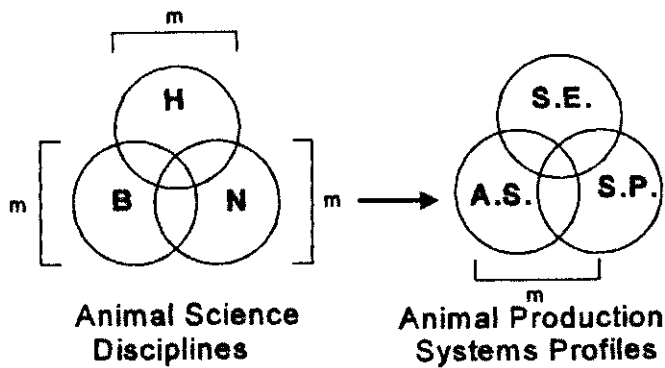 m
H
S.E.
m
B
N
m
A.S.
S.P.
m
Animal Science
Disciplines
Animal Production
Systems Profiles